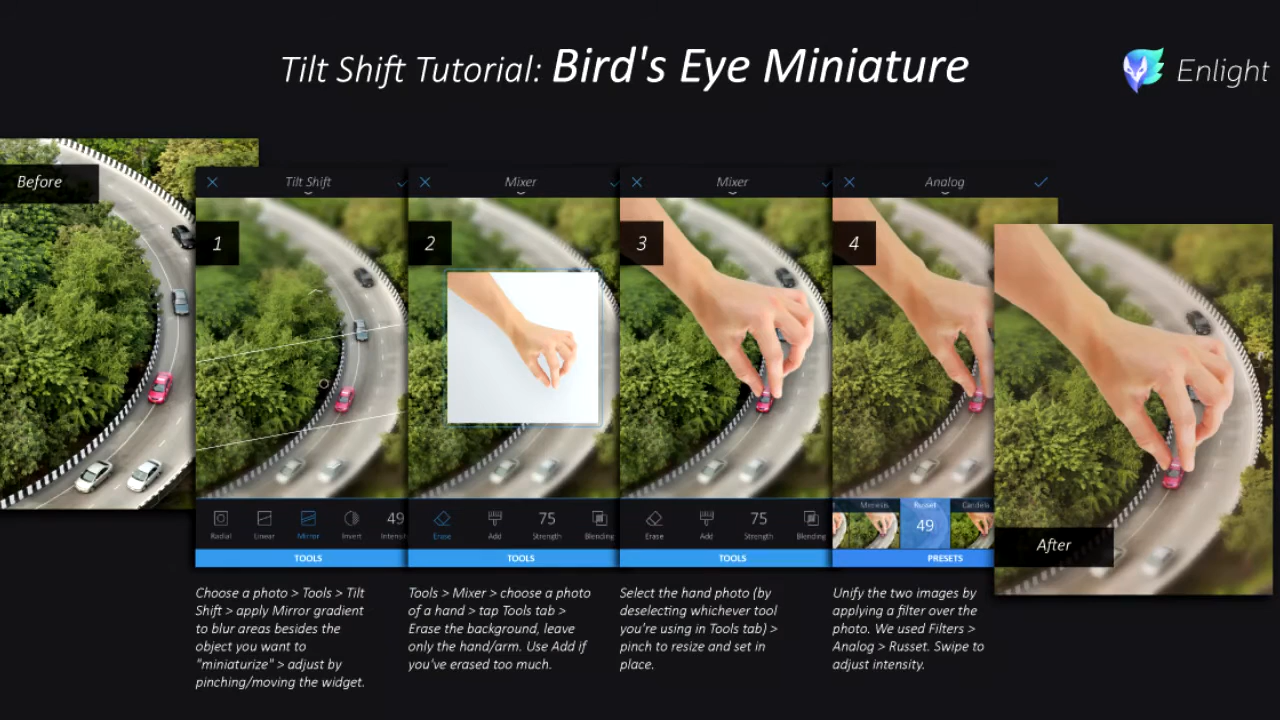 Tilt Shift Tutorial: Bird's Eye Miniature
Enlight
Before
Tilt Shift
Mixer
Mixer
Analog
1
2
3
4
Radial
Linear
Mirror
Invert
49
TOOLS
Erase
Add
75
Strength
Blending
TOOLS
Erase
Add
75
Strength
Blending
TOOLS
Russet
49
PRESETS
After
Choose a photo > Tools > Tilt
Shift > apply Mirror gradient
to blur areas besides the
object you want to
"miniaturize" > adjust by
pinching/moving the widget.
Tools > Mixer > choose a photo
of a hand > tap Tools tab >
Erase the background, leave
only the hand/arm. Use Add if
you've erased too much.
Select the hand photo (by
deselecting whichever tool
you're using in Tools tab) >
pinch to resize and set in
place.
Unify the two images by
applying a filter over the
photo. We used Filters >
Analog > Russet. Swipe to
adjust intensity.